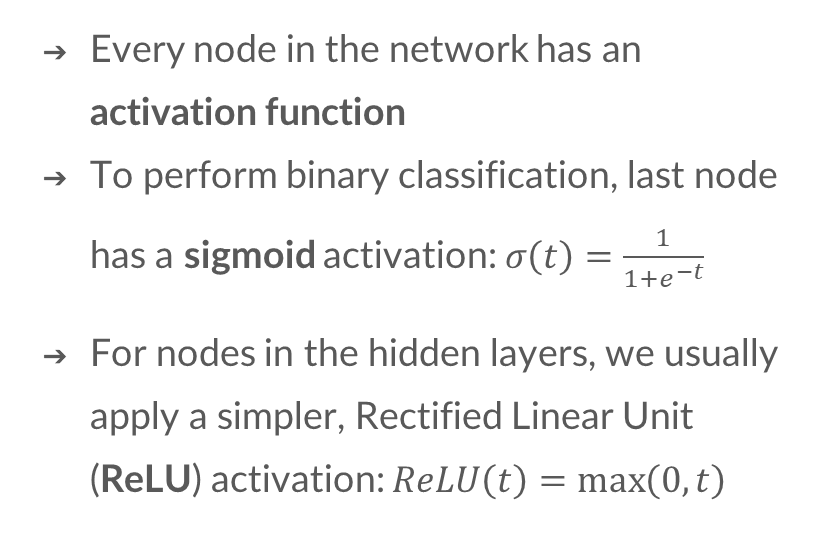 ➔ Every node in the network has an
activation function
➔ To perform binary classification, last node
has a sigmoid activation: σ(t) = 1/(1+e^−t)
➔ For nodes in the hidden layers, we usually
apply a simpler, Rectified Linear Unit
(ReLU) activation: ReLU(t) = max(0, t)